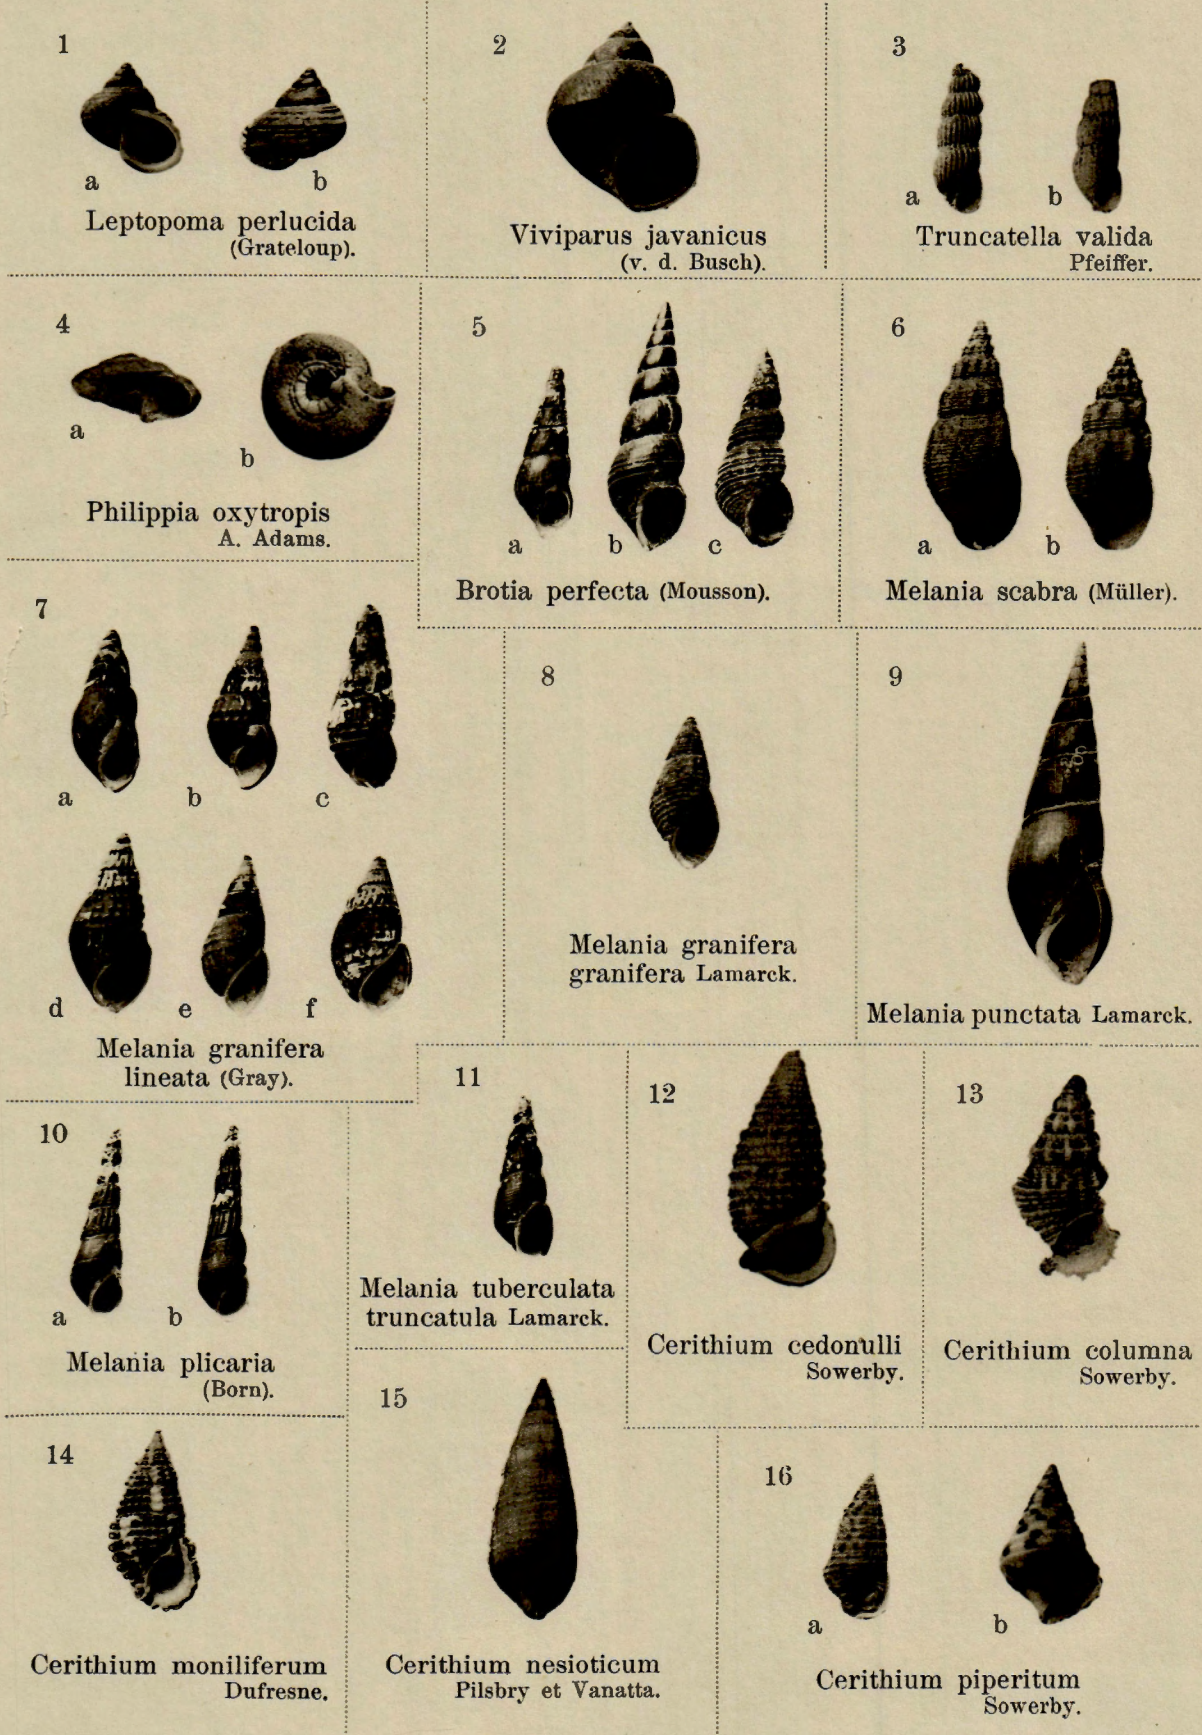 1
a
b
Leptopoma perlucida
(Grateloup).
2
Viviparus javanicus
(v. d. Busch).
3
a
b
Truncatella valida
Pfeiffer.
4
a
b
Philippia oxytropis
A. Adams.
5
a
b
c
Brotia perfecta (Mousson).
6
a
b
Melania scabra (Müller).
7
a
b
c
d
e
f
Melania granifera
lineata (Gray).
8
Melania granifera
granifera Lamarck.
9
Melania punctata Lamarck.
10
a
b
Melania plicaria
(Born).
11
Melania tuberculata
truncatula Lamarck.
12
Cerithium cedonulli
Sowerby.
13
Cerithium columna
Sowerby.
14
Cerithium moniliferum
Dufresne.
15
Cerithium nesioticum
Pilsbry et Vanatta.
16
a
b
Cerithium piperitum
Sowerby.